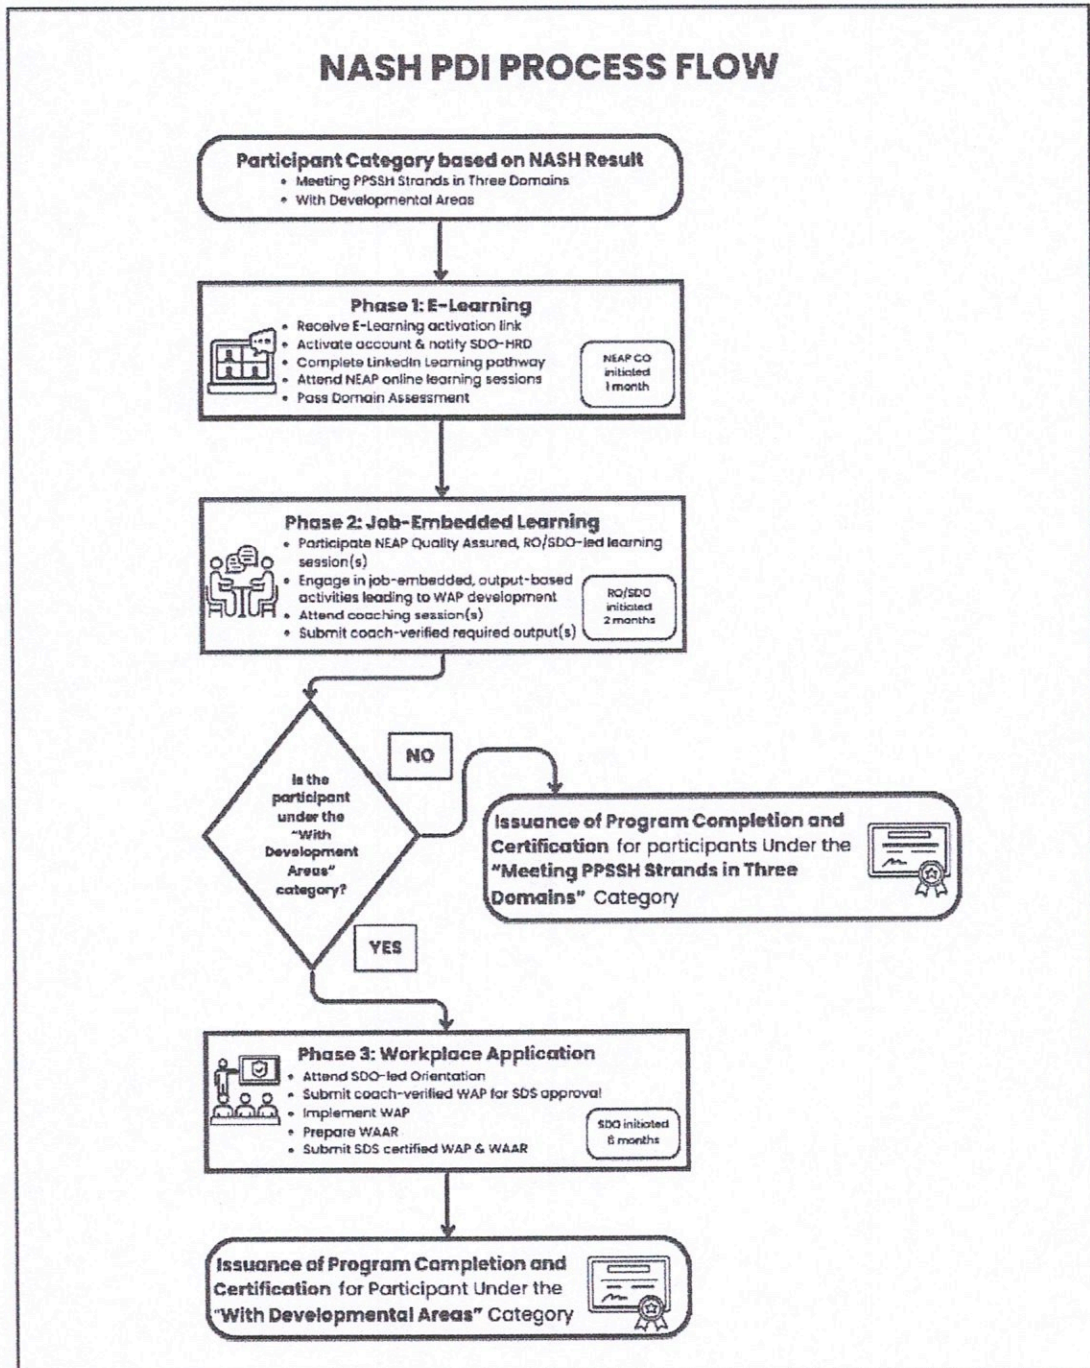 NASH PDI PROCESS FLOW
Participant Category based on NASH Result
• Meeting PPSSH Strands in Three Domains
• With Developmental Areas
Phase 1: E-Learning
• Receive E-Learning activation link
• Activate account & notify SDO-HRD
• Complete LinkedIn Learning pathway
• Attend NEAP online learning sessions
• Pass Domain Assessment
NEAP CO
initiated
1 month
Phase 2: Job-Embedded Learning
• Participate NEAP Quality Assured, RO/SDO-led learning
session(s)
• Engage in job-embedded, output-based
activities leading to WAP development
• Attend coaching session(s)
• Submit coach-verified required output(s)
RO/SDO
initiated
2 months
Is the
participant
under the
"With
Development
Areas"
category?
NO
Issuance of Program Completion and
Certification for participants Under the
"Meeting PPSSH Strands in Three
Domains" Category
YES
Phase 3: Workplace Application
• Attend SDO-led Orientation
• Submit coach-verified WAP for SDS approval
• Implement WAP
• Prepare WAAR
• Submit SDS certified WAP & WAAR
SDO initiated
6 months
Issuance of Program Completion and
Certification for Participant Under the
"With Developmental Areas" Category